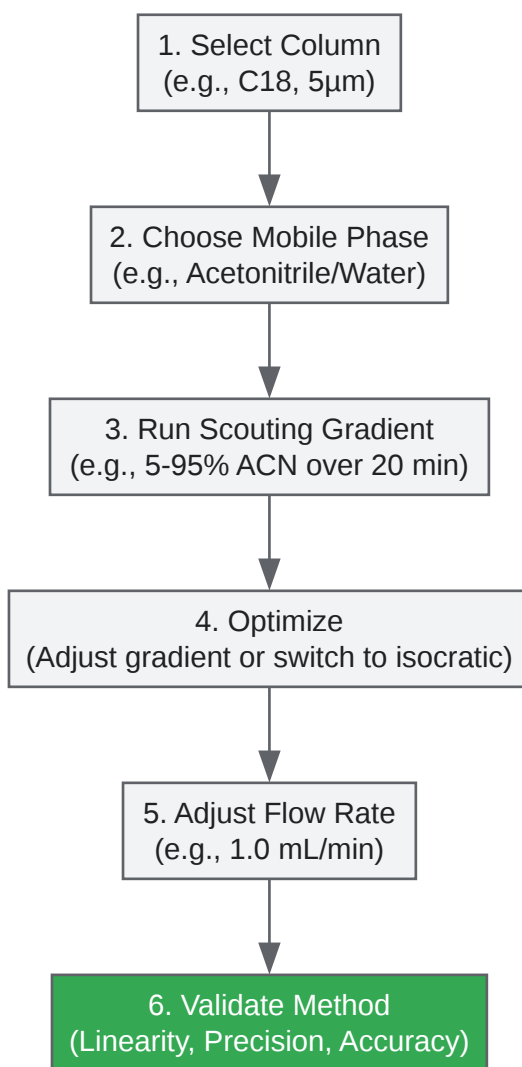 1. Select Column
(e.g., C18, 5µm)
2. Choose Mobile Phase
(e.g., Acetonitrile/Water)
3. Run Scouting Gradient
(e.g., 5-95% ACN over 20 min)
4. Optimize
(Adjust gradient or switch to isocratic)
5. Adjust Flow Rate
(e.g., 1.0 mL/min)
6. Validate Method
(Linearity, Precision, Accuracy)